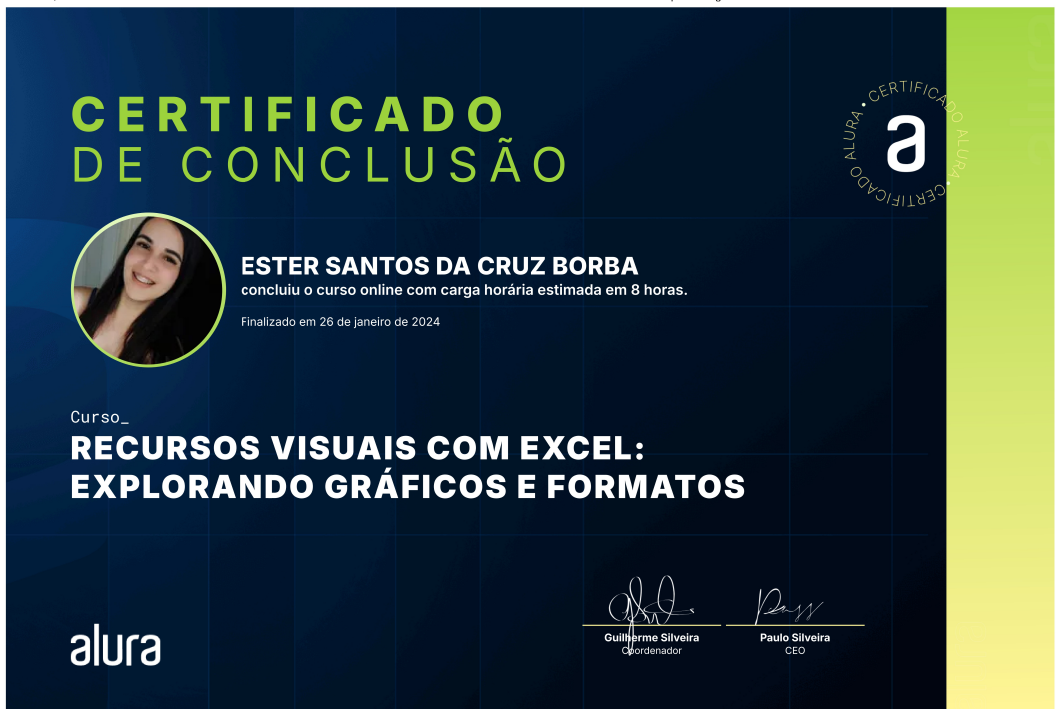 CERTIFICADO
DE CONCLUSÃO
CERTIFICADO ALURA • CERTIFICADO ALURA •
a
ESTER SANTOS DA CRUZ BORBA
concluiu o curso online com carga horária estimada em 8 horas.
Finalizado em 26 de janeiro de 2024
Curso_
RECURSOS VISUAIS COM EXCEL:
EXPLORANDO GRÁFICOS E FORMATOS
alura
Guilherme Silveira
Coordenador
Paulo Silveira
CEO